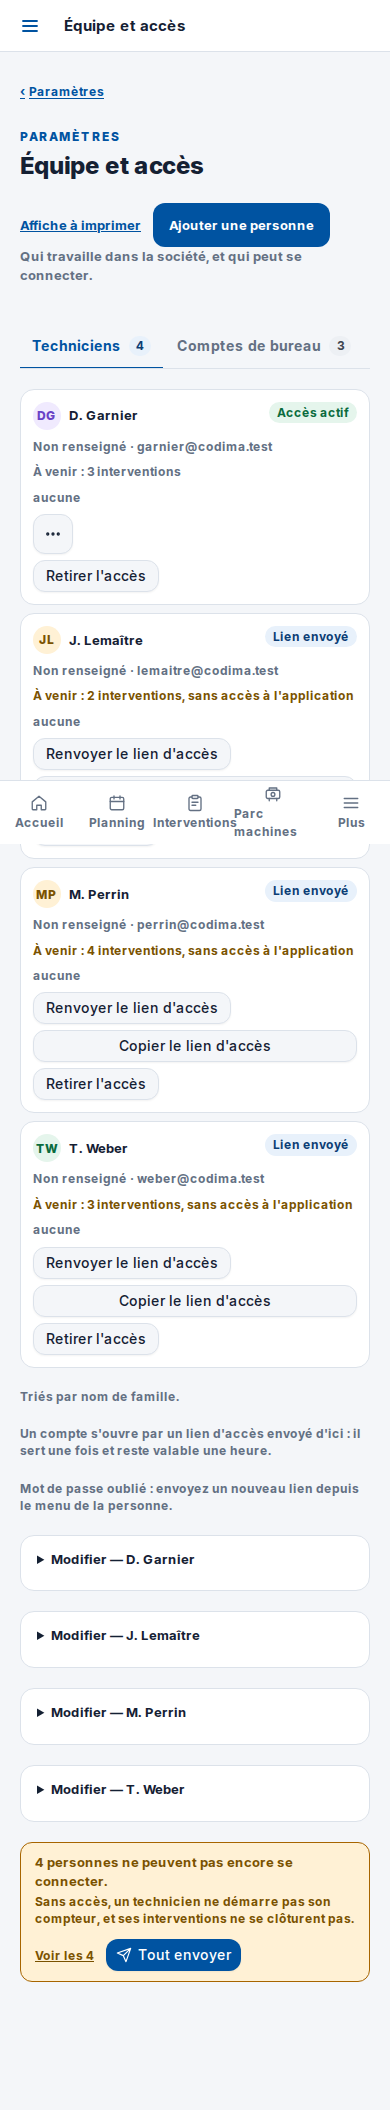 Équipe et accès
‹ Paramètres
PARAMÈTRES
Équipe et accès
Affiche à imprimer
Ajouter une personne
Qui travaille dans la société, et qui peut se
connecter.
Techniciens 4
Comptes de bureau 3
DG D. Garnier
Accès actif
Non renseigné · garnier@codima.test
À venir : 3 interventions
aucune
•••
Retirer l'accès
JL J. Lemaître
Lien envoyé
Non renseigné · lemaitre@codima.test
À venir : 2 interventions, sans accès à l'application
aucune
Renvoyer le lien d'accès
Accueil
Planning
Interventions
Parc
machines
Plus
MP M. Perrin
Lien envoyé
Non renseigné · perrin@codima.test
À venir : 4 interventions, sans accès à l'application
aucune
Renvoyer le lien d'accès
Copier le lien d'accès
Retirer l'accès
TW T. Weber
Lien envoyé
Non renseigné · weber@codima.test
À venir : 3 interventions, sans accès à l'application
aucune
Renvoyer le lien d'accès
Copier le lien d'accès
Retirer l'accès
Triés par nom de famille.
Un compte s'ouvre par un lien d'accès envoyé d'ici : il
sert une fois et reste valable une heure.
Mot de passe oublié : envoyez un nouveau lien depuis
le menu de la personne.
Modifier — D. Garnier
Modifier — J. Lemaître
Modifier — M. Perrin
Modifier — T. Weber
4 personnes ne peuvent pas encore se
connecter.
Sans accès, un technicien ne démarre pas son
compteur, et ses interventions ne se clôturent pas.
Voir les 4
Tout envoyer